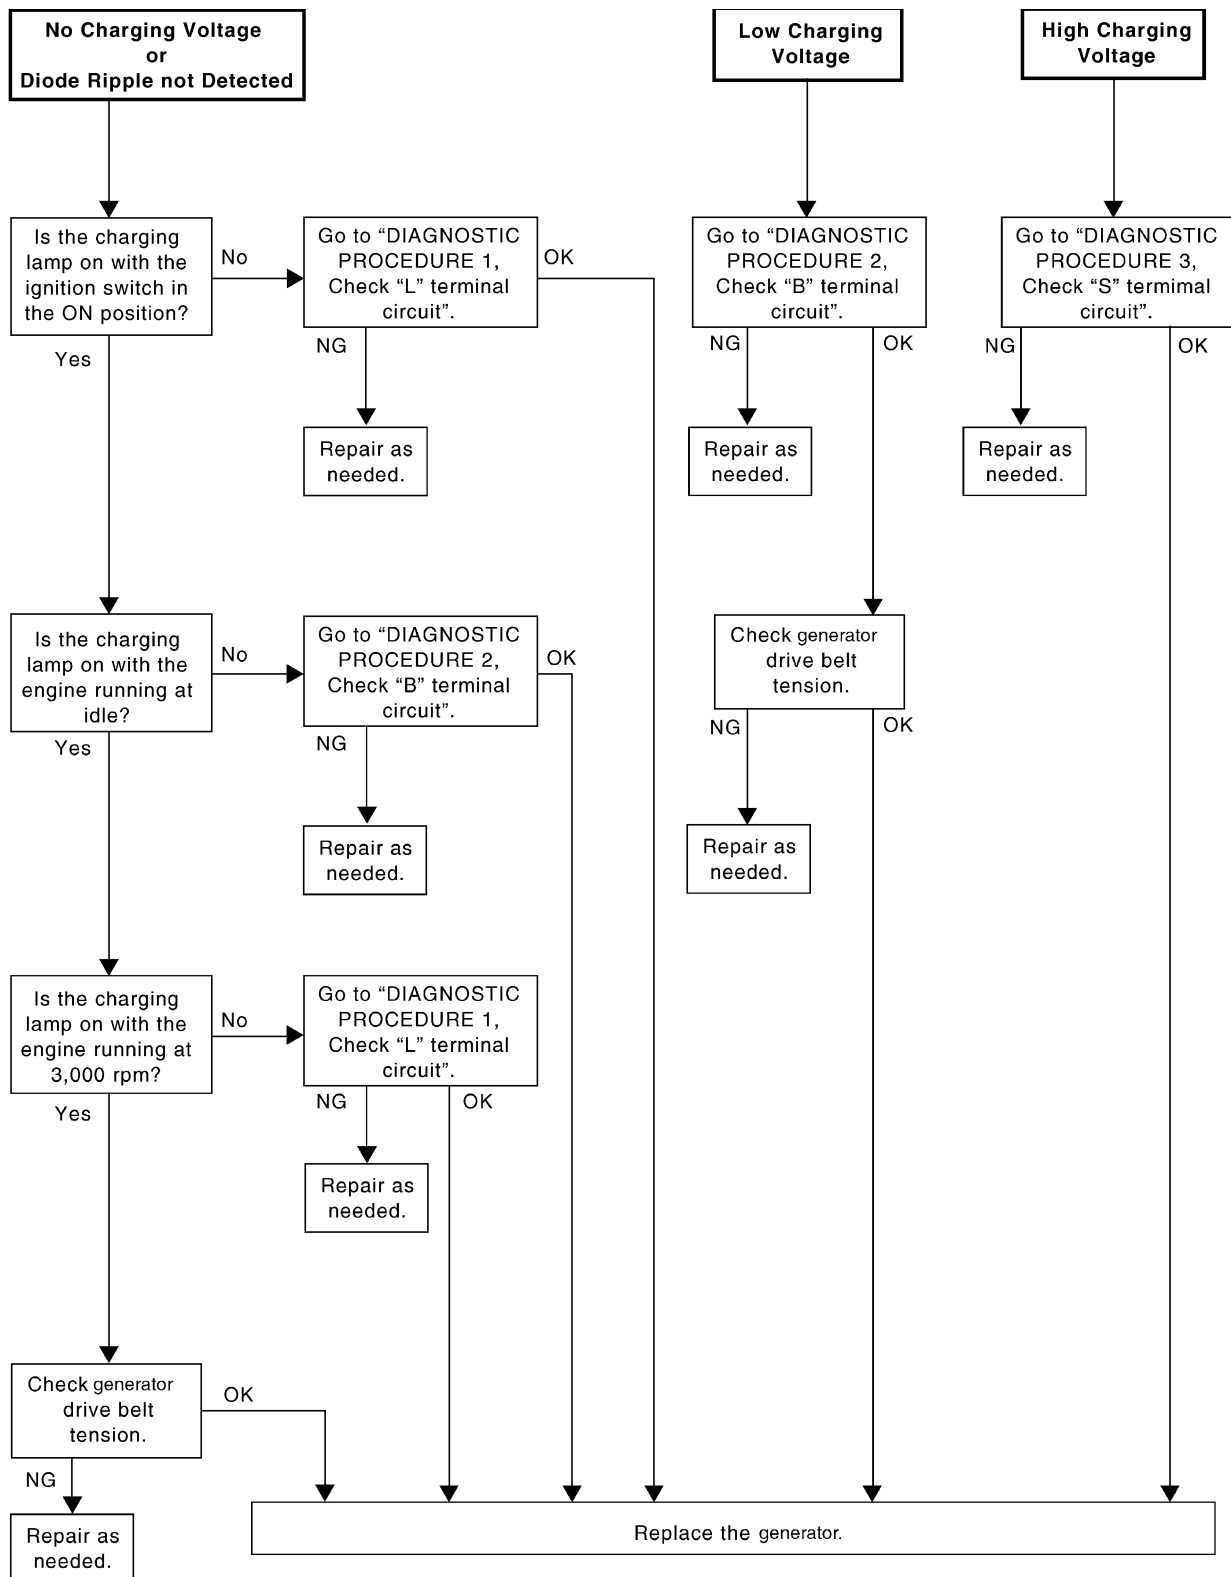 No Charging Voltage
or
Diode Ripple not Detected
Low Charging
Voltage
High Charging
Voltage
Is the charging
lamp on with the
ignition switch in
the ON position?
No
Go to “DIAGNOSTIC
PROCEDURE 1,
Check “L” terminal
circuit”.
OK
Go to “DIAGNOSTIC
PROCEDURE 2,
Check “B” terminal
circuit”.
Go to “DIAGNOSTIC
PROCEDURE 3,
Check “S” termimal
circuit”.
Yes
NG
NG
OK
NG
OK
Repair as
needed.
Repair as
needed.
Repair as
needed.
Is the charging
lamp on with the
engine running at
idle?
No
Go to “DIAGNOSTIC
PROCEDURE 2,
Check “B” terminal
circuit”.
OK
Check generator
drive belt
tension.
Yes
NG
NG
OK
Repair as
needed.
Repair as
needed.
Is the charging
lamp on with the
engine running at
3,000 rpm?
No
Go to “DIAGNOSTIC
PROCEDURE 1,
Check “L” terminal
circuit”.
Yes
NG
OK
Repair as
needed.
Check generator
drive belt
tension.
OK
NG
Repair as
needed.
Replace the generator.